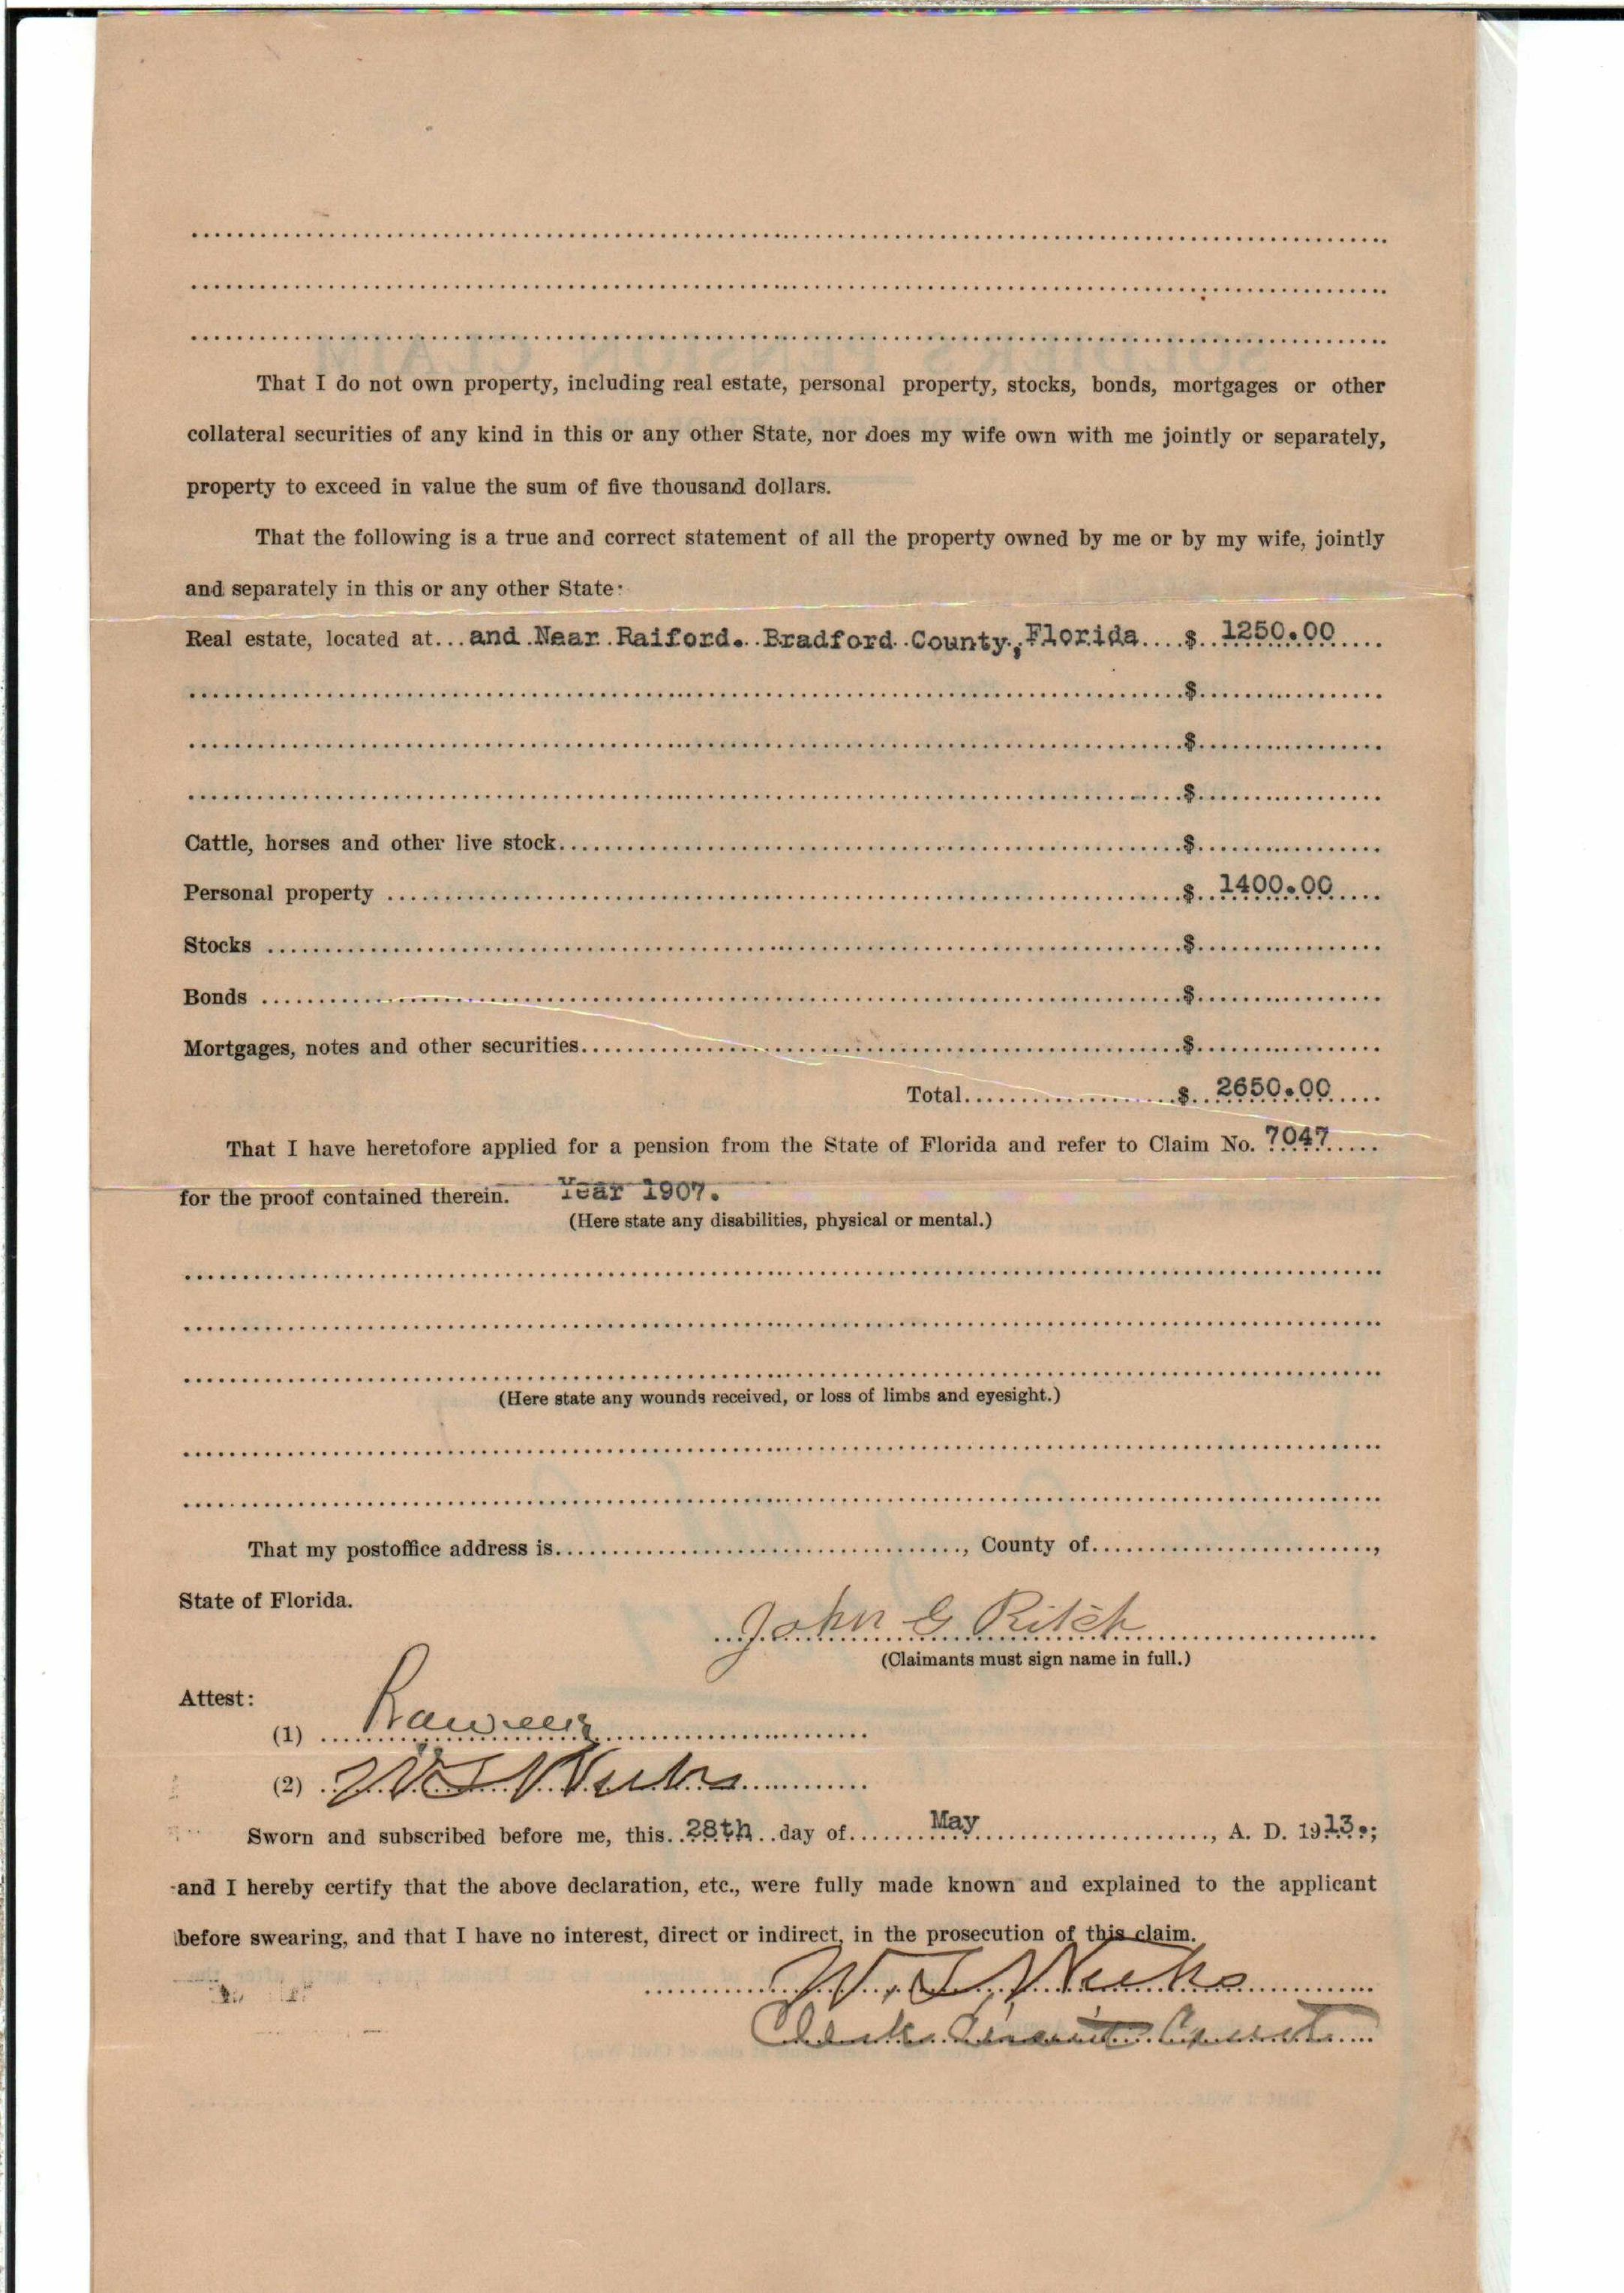 That I do not own property, including real estate, personal property, stocks, bonds, mortgages or other
collateral securities of any kind in this or any other State, nor does my wife own with me jointly or separately,
property to exceed in value the sum of five thousand dollars.
That the following is a true and correct statement of all the property owned by me or by my wife, jointly
and separately in this or any other State:
Real estate, located at... and Near Raiford. Bradford County, Florida.... $.. 1250.00
$
$
$
Cattle, horses and other live stock $
Personal property $ 1400.00
Stocks $
Bonds $
Mortgages, notes and other securities $
Total $ 2650.00
That I have heretofore applied for a pension from the State of Florida and refer to Claim No. 7047
for the proof contained therein. Year 1907.
(Here state any disabilities, physical or mental.)
(Here state any wounds received, or loss of limbs and eyesight.)
That my postoffice address is , County of ,
State of Florida.
John G Ritch
(Claimants must sign name in full.)
Attest:
(1)
(2) W. T. Weeks
Sworn and subscribed before me, this 28th day of May , A. D. 1913.;
and I hereby certify that the above declaration, etc., were fully made known and explained to the applicant
before swearing, and that I have no interest, direct or indirect, in the prosecution of this claim.
W. T. Weeks
Clerk Circuit Court